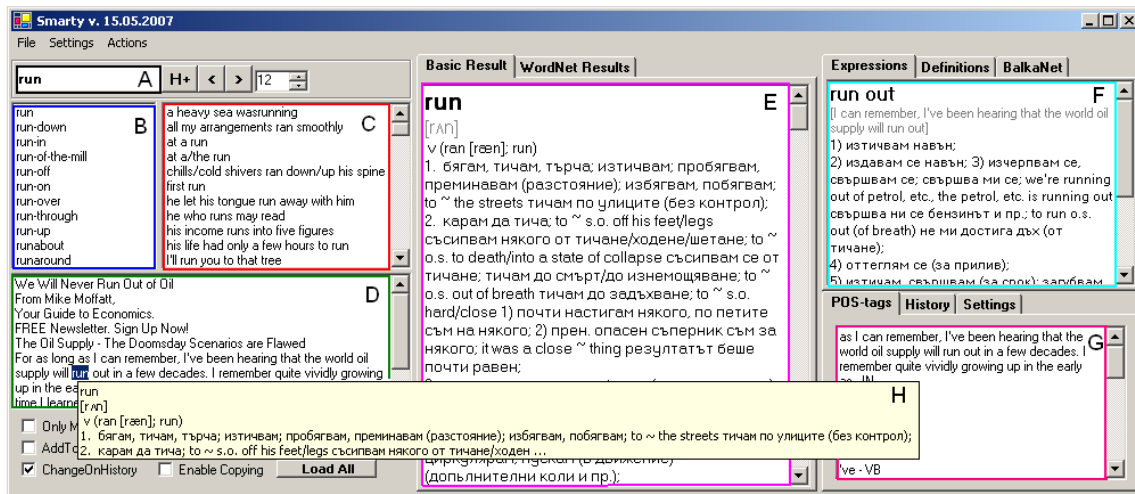 Smarty v. 15.05.2007
File Settings Actions
run A H+ < > 12
run
run-down
run-in
run-of-the-mill
run-off
run-on
run-over
run-through
run-up
runabout
runaround
B
a heavy sea wasrunning
all my arrangements ran smoothly
at a run
at a/the run
chills/cold shivers ran down/up his spine
first run
he let his tongue run away with him
he who runs may read
his income runs into five figures
his life had only a few hours to run
I'll run you to that tree
C
We Will Never Run Out of Oil
From Mike Moffatt,
Your Guide to Economics.
FREE Newsletter. Sign Up Now!
The Oil Supply - The Doomsday Scenarios are Flawed
For as long as I can remember, I've been hearing that the world oil
supply will run out in a few decades. I remember quite vividly growing
up in the ea
time I learne
D
Only M
AddTo
ChangeOnHistory Enable Copying Load All
Basic Result WordNet Results
run E
[rʌn]
v (ran [ræn]; run)
1. бягам, тичам, търча; изтичвам; пробягвам,
преминавам (разстояние); избягвам, побягвам;
to ~ the streets тичам по улиците (без контрол);
2. карам да тича; to ~ s.o. off his feet/legs
съсипвам някого от тичане/ходене/шетане; to ~
o.s. to death/into a state of collapse съсипвам се от
тичане; тичам до смърт/до изнемощяване; to ~
o.s. out of breath тичам до задъхване; to ~ s.o.
hard/close 1) почти настигам някого, по петите
съм на някого; 2) прен. опасен съперник съм за
някого; it was a close ~ thing резултатът беше
почти равен;
циркулярал, пускал (в движение)
(допълнителни коли и пр.);
Expressions Definitions BalkaNet
run out F
[I can remember, I've been hearing that the world oil
supply will run out]
1) изтичвам навън;
2) издавам се навън; 3) изчерпвам се,
свършвам се; свършва ми се; we're running
out of petrol, etc., the petrol, etc. is running out
свършва ни се бензинът и пр.; to run o.s.
out (of breath) не ми достига дъх (от
тичане);
4) оттеглям се (за прилив);
5) изтичам, свършвам (за срок); загубвам
POS-tags History Settings
as I can remember, I've been hearing that the
world oil supply will run out in a few decades. I
remember quite vividly growing up in the early
as - IN
've - VB
G
run H
[rʌn]
v (ran [ræn]; run)
1. бягам, тичам, търча; изтичвам; пробягвам, преминавам (разстояние); избягвам, побягвам; to ~ the streets тичам по улиците (без контрол);
2. карам да тича; to ~ s.o. off his feet/legs съсипвам някого от тичане/ходен ...